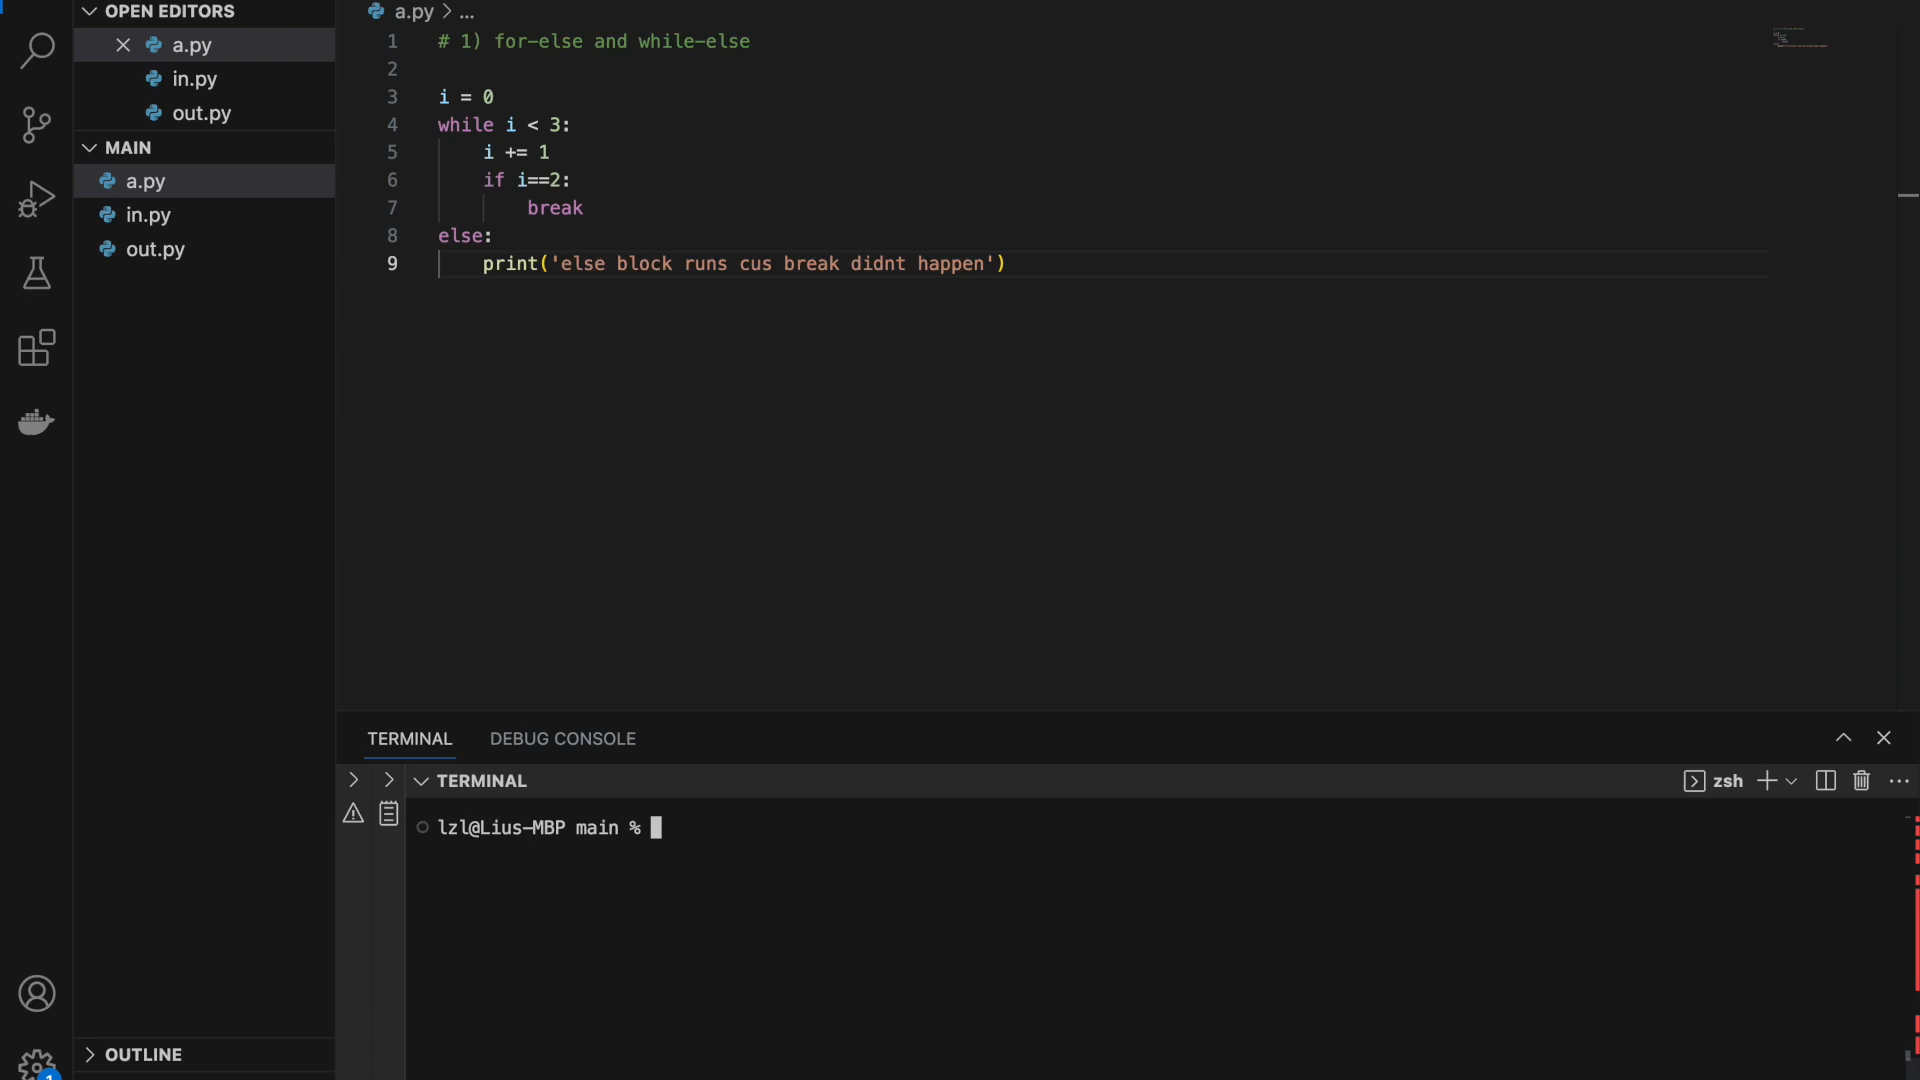 OPEN EDITORS
a.py
in.py
out.py
MAIN
a.py
in.py
out.py
OUTLINE
1
a.py > ...
1 # 1) for-else and while-else
2
3 i = 0
4 while i < 3:
5 i += 1
6 if i==2:
7 break
8 else:
9 print('else block runs cus break didnt happen')
TERMINAL DEBUG CONSOLE
TERMINAL
zsh
lzl@Lius-MBP main %